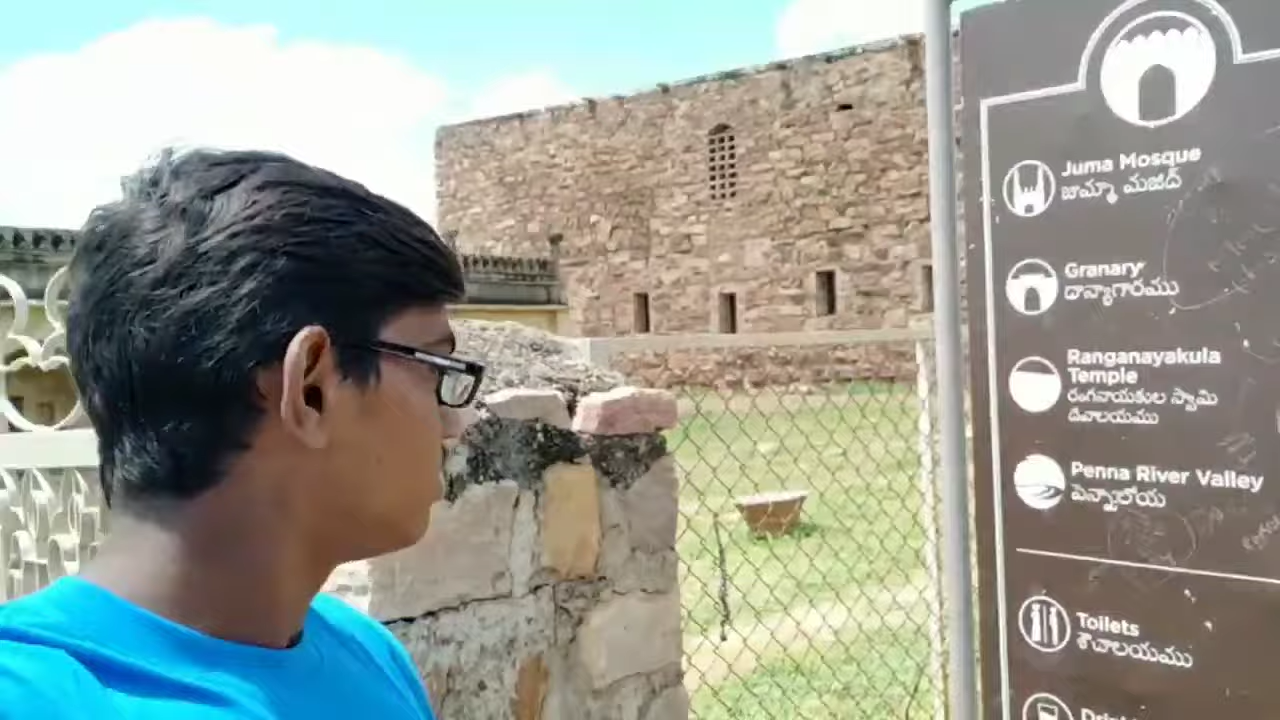 Juma Mosque
జుమ్మా మజీద్
Granary
దాన్యాగారము
Ranganayakula
Temple
రంగనాయకుల స్వామి
దేవాలయము
Penna River Valley
పెన్నాలోయ
Toilets
శౌచాలయము